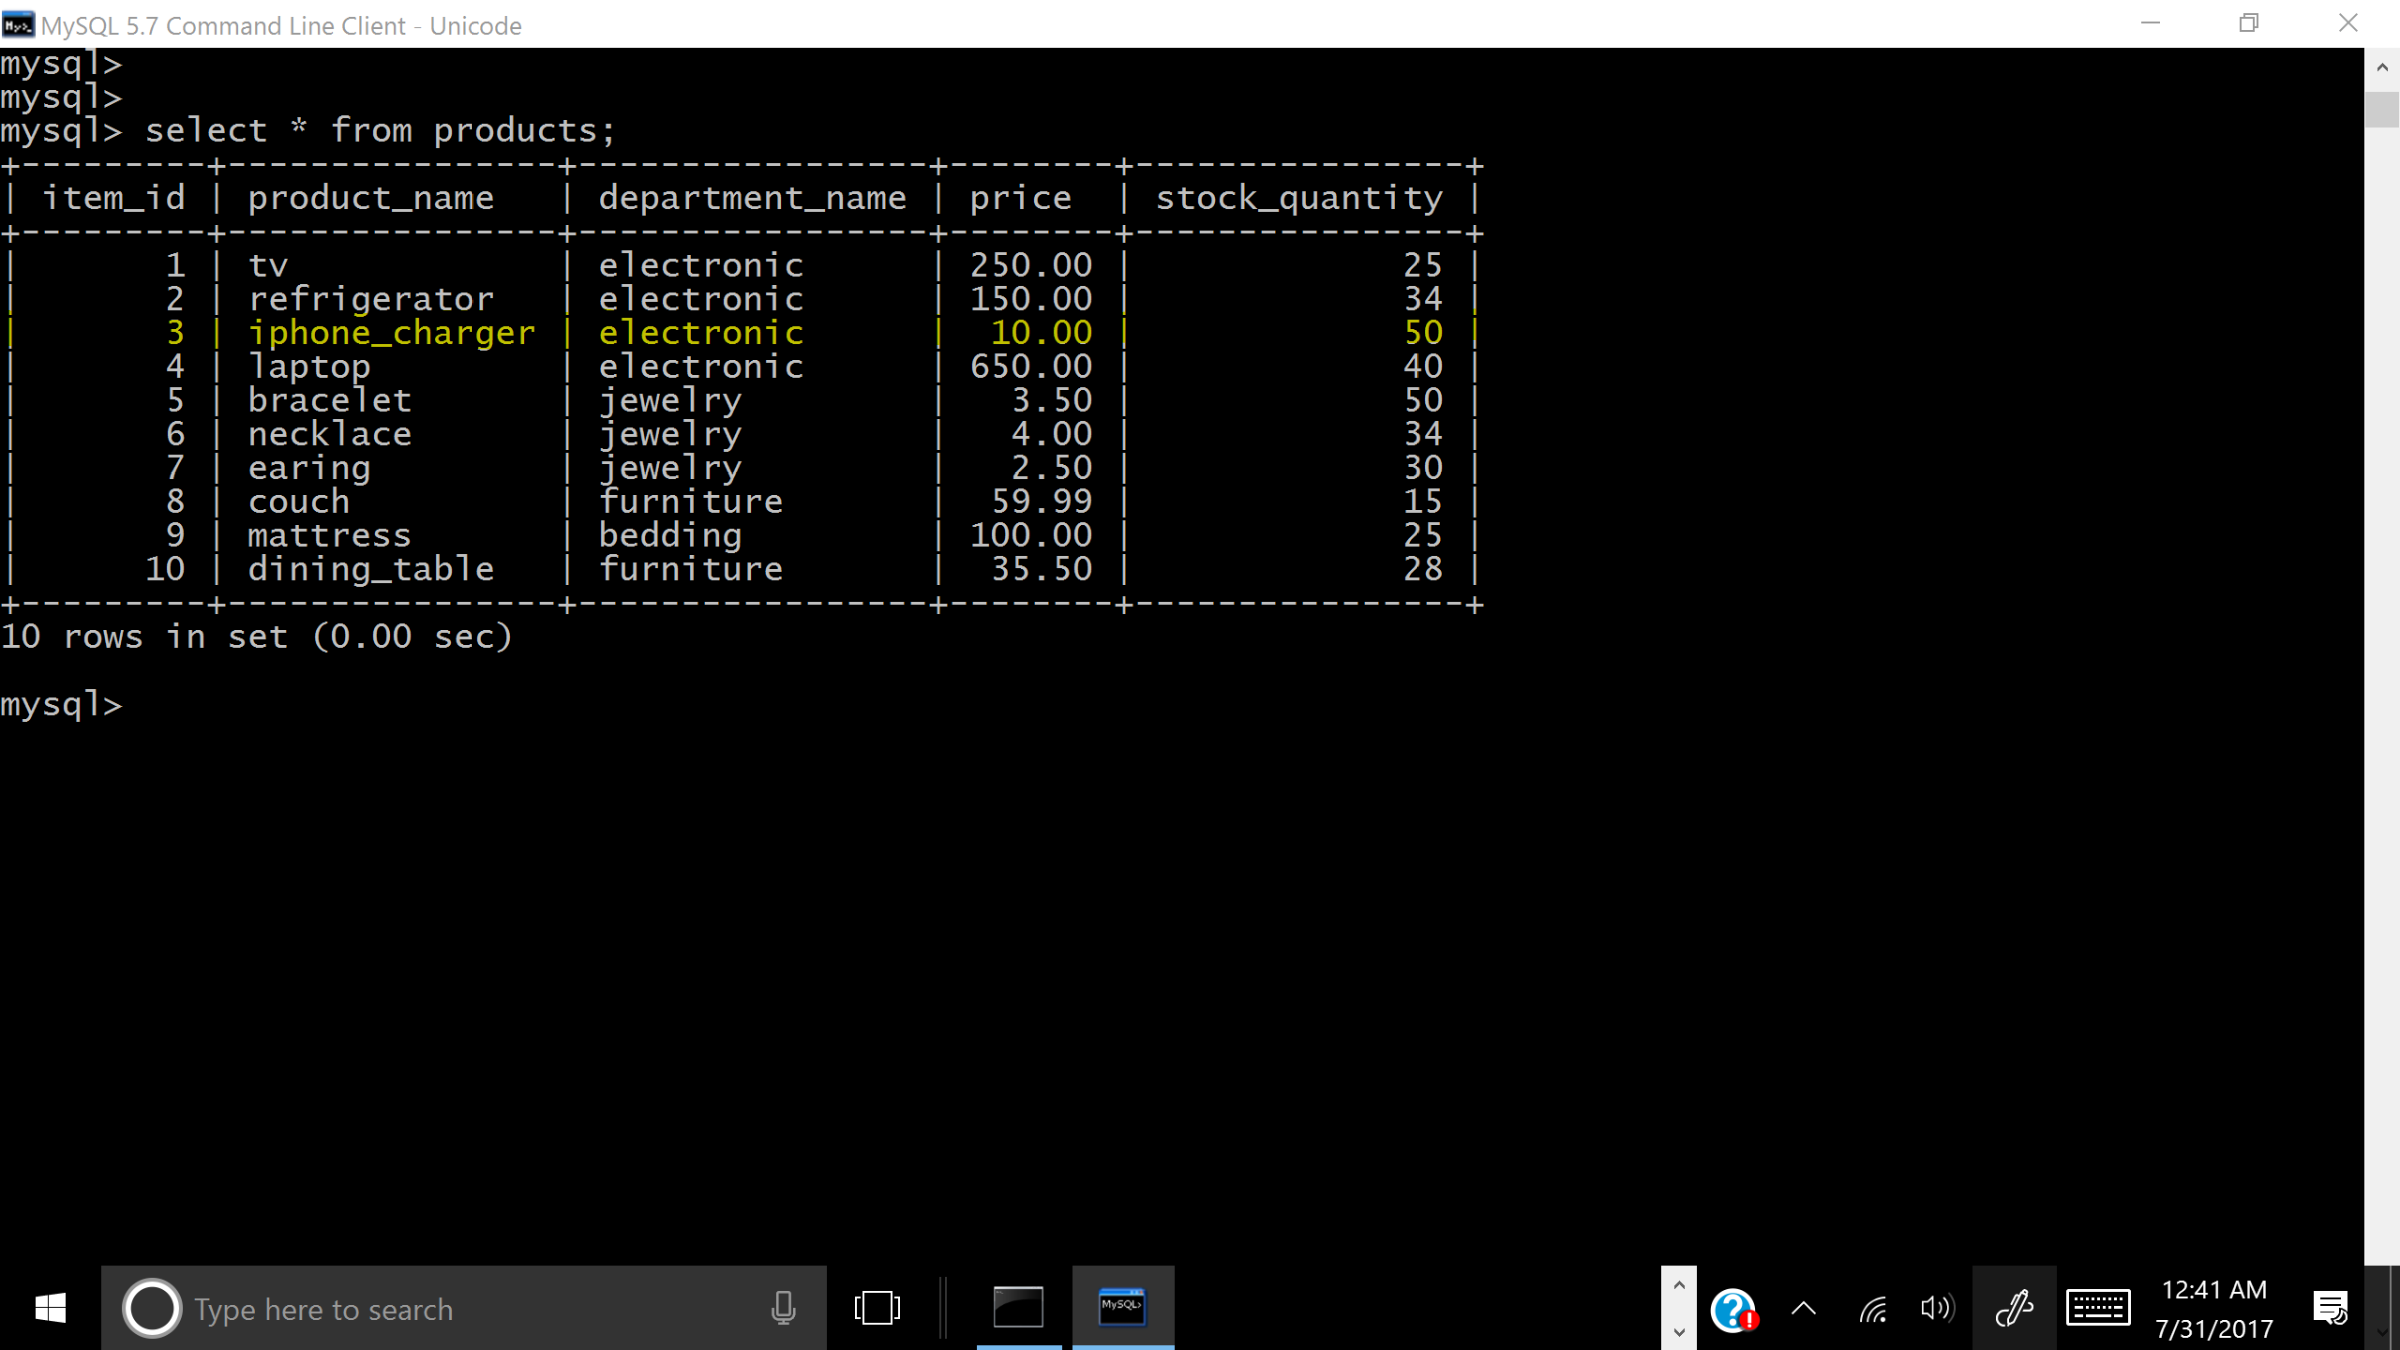 MySQL 5.7 Command Line Client - Unicode
mysql>
mysql>
mysql> select * from products;
+---------+----------------+-----------------+--------+----------------+
| item_id | product_name   | department_name | price  | stock_quantity |
+---------+----------------+-----------------+--------+----------------+
|       1 | tv             | electronic      | 250.00 |             25 |
|       2 | refrigerator   | electronic      | 150.00 |             34 |
|       3 | iphone_charger | electronic      |  10.00 |             50 |
|       4 | laptop         | electronic      | 650.00 |             40 |
|       5 | bracelet       | jewelry         |   3.50 |             50 |
|       6 | necklace       | jewelry         |   4.00 |             34 |
|       7 | earing         | jewelry         |   2.50 |             30 |
|       8 | couch          | furniture       |  59.99 |             15 |
|       9 | mattress       | bedding         | 100.00 |             25 |
|      10 | dining_table   | furniture       |  35.50 |             28 |
+---------+----------------+-----------------+--------+----------------+
10 rows in set (0.00 sec)
mysql>
Type here to search
MySQL>
12:41 AM
7/31/2017